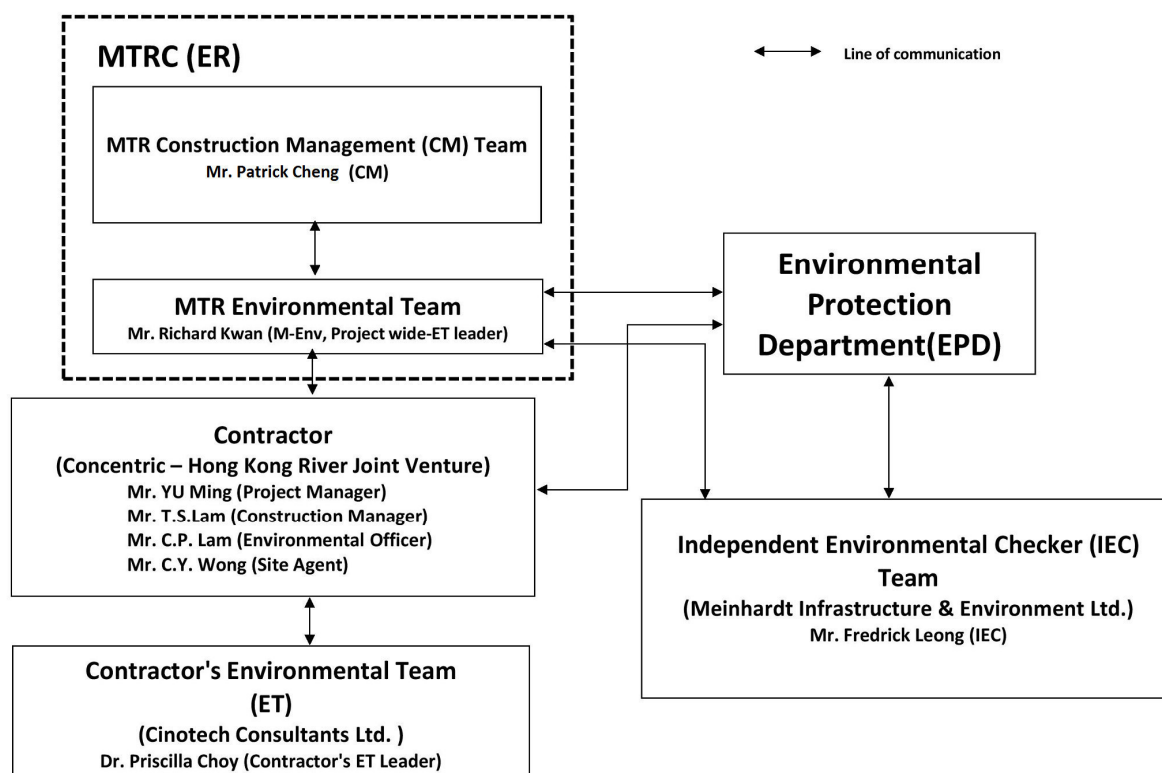 MTRC (ER)
Line of communication
MTR Construction Management (CM) Team
Mr. Patrick Cheng (CM)
MTR Environmental Team
Mr. Richard Kwan (M-Env, Project wide-ET leader)
Environmental
Protection
Department(EPD)
Contractor
(Concentric – Hong Kong River Joint Venture)
Mr. YU Ming (Project Manager)
Mr. T.S.Lam (Construction Manager)
Mr. C.P. Lam (Environmental Officer)
Mr. C.Y. Wong (Site Agent)
Independent Environmental Checker (IEC)
Team
(Meinhardt Infrastructure & Environment Ltd.)
Mr. Fredrick Leong (IEC)
Contractor's Environmental Team
(ET)
(Cinotech Consultants Ltd. )
Dr. Priscilla Choy (Contractor's ET Leader)